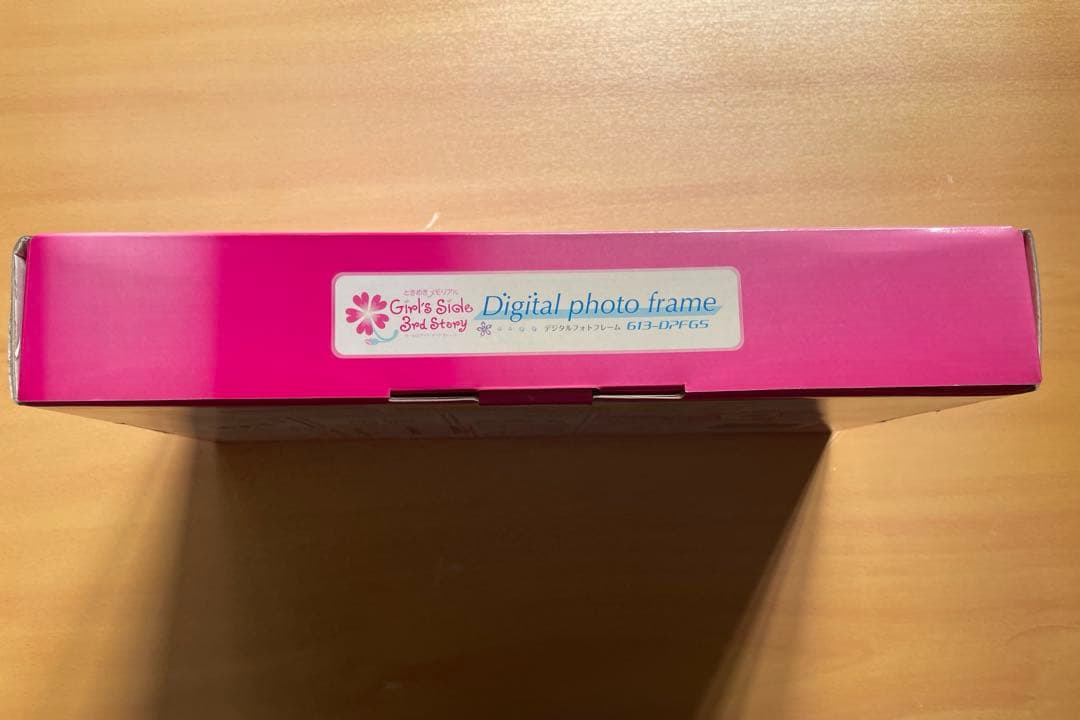 ときめきメモリアル
Girl's Side
3rd Story
Digital photo frame
デジタルフォトフレーム 613-DPFGS